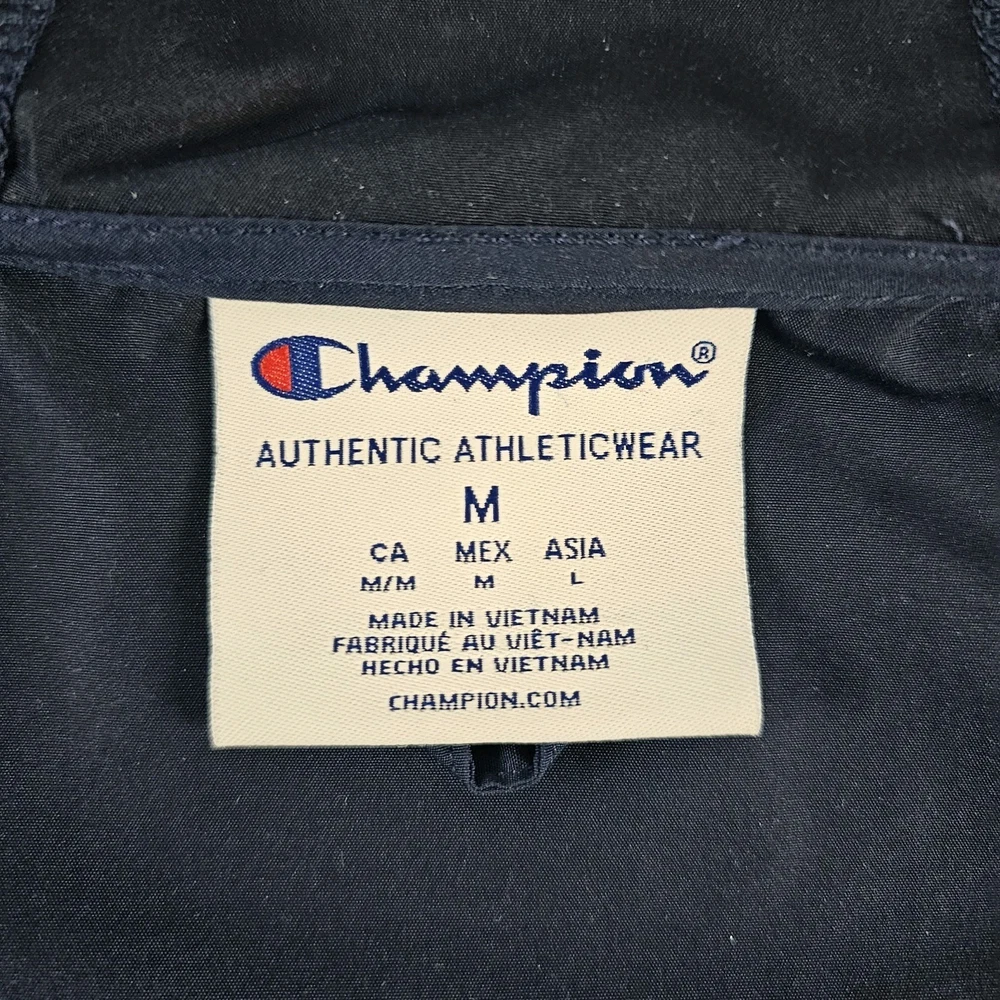 Champion®
AUTHENTIC ATHLETICWEAR
M
CA MEX ASIA
M/M M L
MADE IN VIETNAM
FABRIQUÉ AU VIÊT-NAM
HECHO EN VIETNAM
CHAMPION.COM